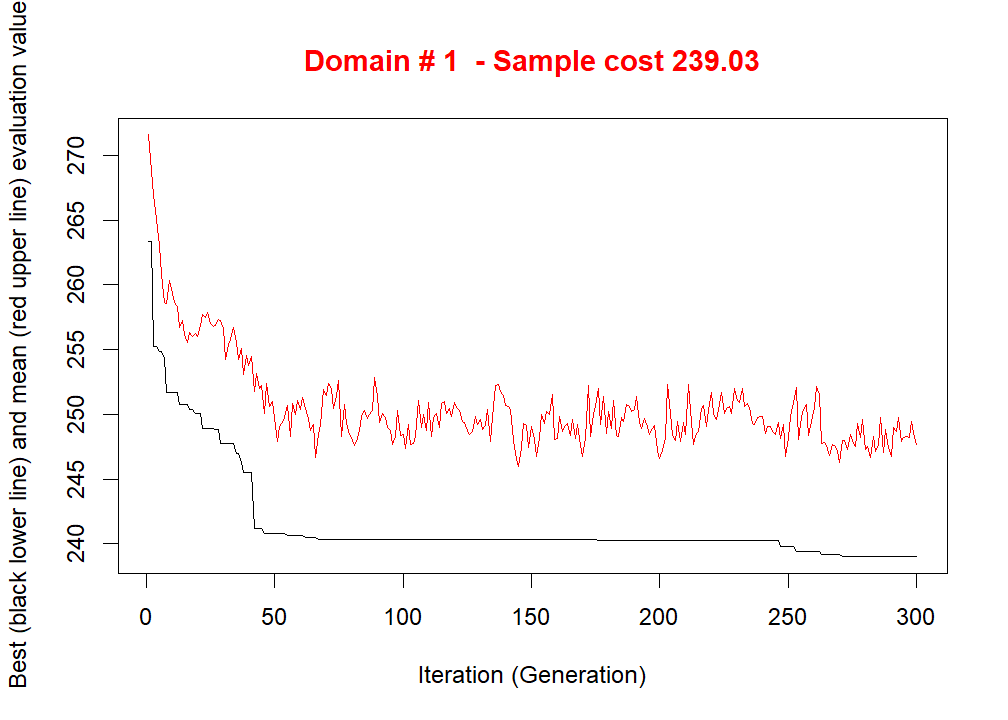 Domain # 1  - Sample cost 239.03
Best (black lower line) and mean (red upper line) evaluation value
270
265
260
255
250
245
240
0 50 100 150 200 250 300
Iteration (Generation)